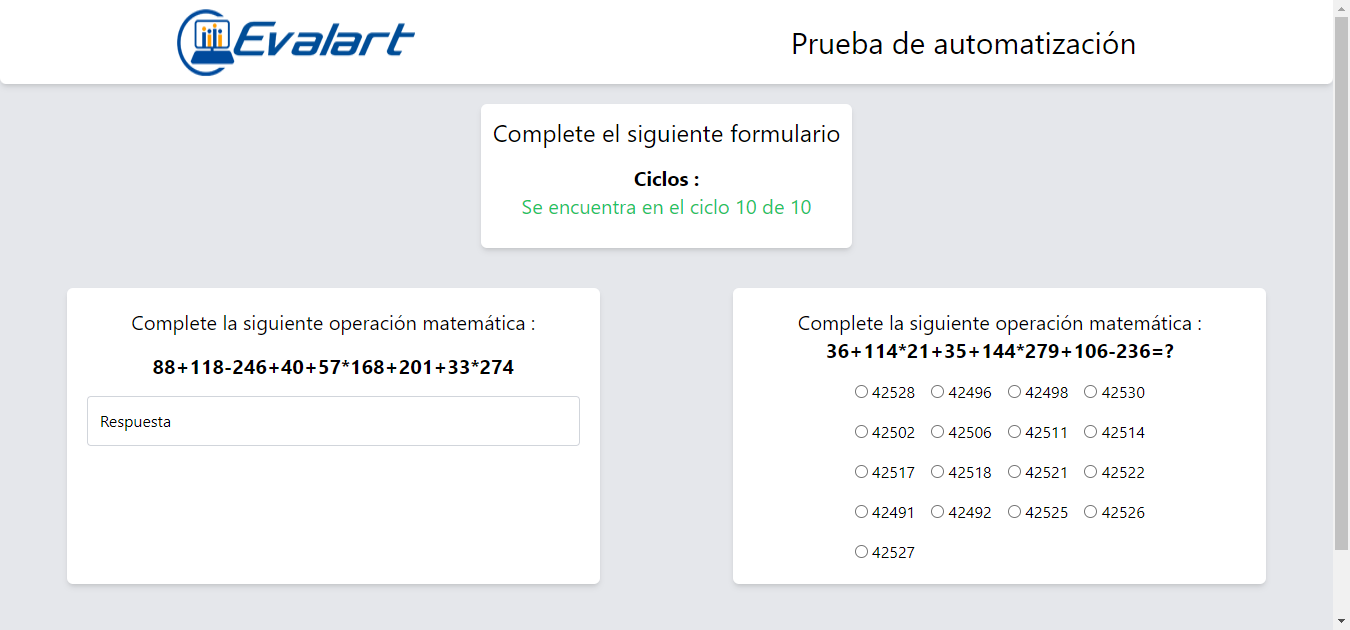 Evalart
Prueba de automatización
Complete el siguiente formulario
Ciclos :
Se encuentra en el ciclo 10 de 10
Complete la siguiente operación matemática :
88+118-246+40+57*168+201+33*274
Respuesta
Complete la siguiente operación matemática :
36+114*21+35+144*279+106-236=?
42528 42496 42498 42530
42502 42506 42511 42514
42517 42518 42521 42522
42491 42492 42525 42526
42527